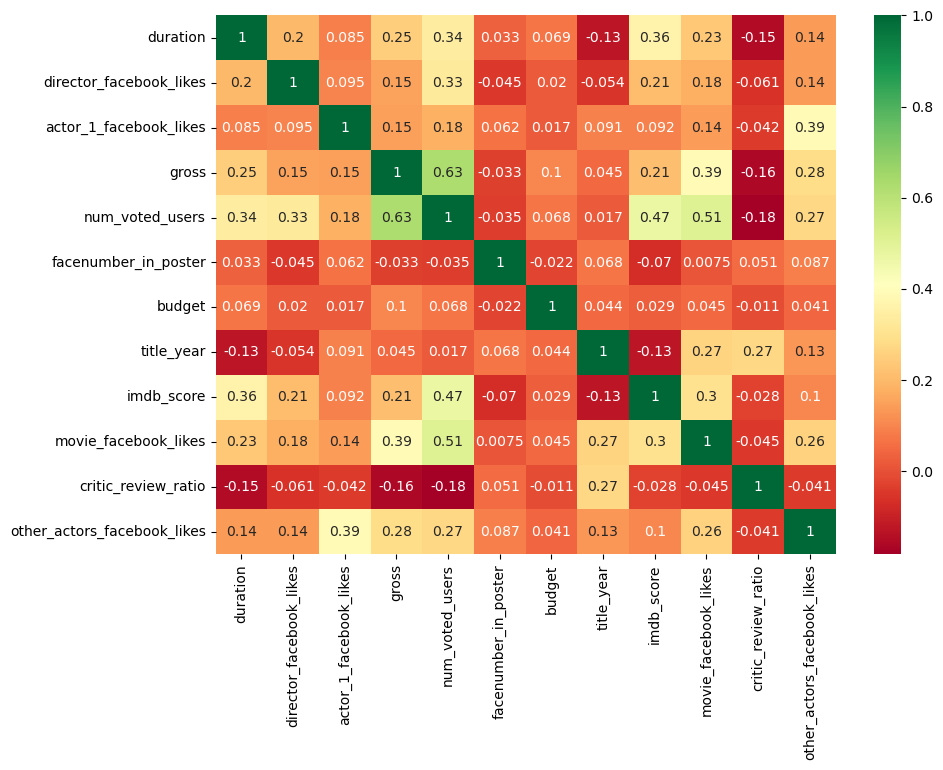 duration 1 0.2 0.085 0.25 0.34 0.033 0.069 -0.13 0.36 0.23 -0.15 0.14
director_facebook_likes 0.2 1 0.095 0.15 0.33 -0.045 0.02 -0.054 0.21 0.18 -0.061 0.14
actor_1_facebook_likes 0.085 0.095 1 0.15 0.18 0.062 0.017 0.091 0.092 0.14 -0.042 0.39
gross 0.25 0.15 0.15 1 0.63 -0.033 0.1 0.045 0.21 0.39 -0.16 0.28
num_voted_users 0.34 0.33 0.18 0.63 1 -0.035 0.068 0.017 0.47 0.51 -0.18 0.27
facenumber_in_poster 0.033 -0.045 0.062 -0.033 -0.035 1 -0.022 0.068 -0.07 0.0075 0.051 0.087
budget 0.069 0.02 0.017 0.1 0.068 -0.022 1 0.044 0.029 0.045 -0.011 0.041
title_year -0.13 -0.054 0.091 0.045 0.017 0.068 0.044 1 -0.13 0.27 0.27 0.13
imdb_score 0.36 0.21 0.092 0.21 0.47 -0.07 0.029 -0.13 1 0.3 -0.028 0.1
movie_facebook_likes 0.23 0.18 0.14 0.39 0.51 0.0075 0.045 0.27 0.3 1 -0.045 0.26
critic_review_ratio -0.15 -0.061 -0.042 -0.16 -0.18 0.051 -0.011 0.27 -0.028 -0.045 1 -0.041
other_actors_facebook_likes 0.14 0.14 0.39 0.28 0.27 0.087 0.041 0.13 0.1 0.26 -0.041 1
duration
director_facebook_likes
actor_1_facebook_likes
gross
num_voted_users
facenumber_in_poster
budget
title_year
imdb_score
movie_facebook_likes
critic_review_ratio
other_actors_facebook_likes
1.0
0.8
0.6
0.4
0.2
0.0